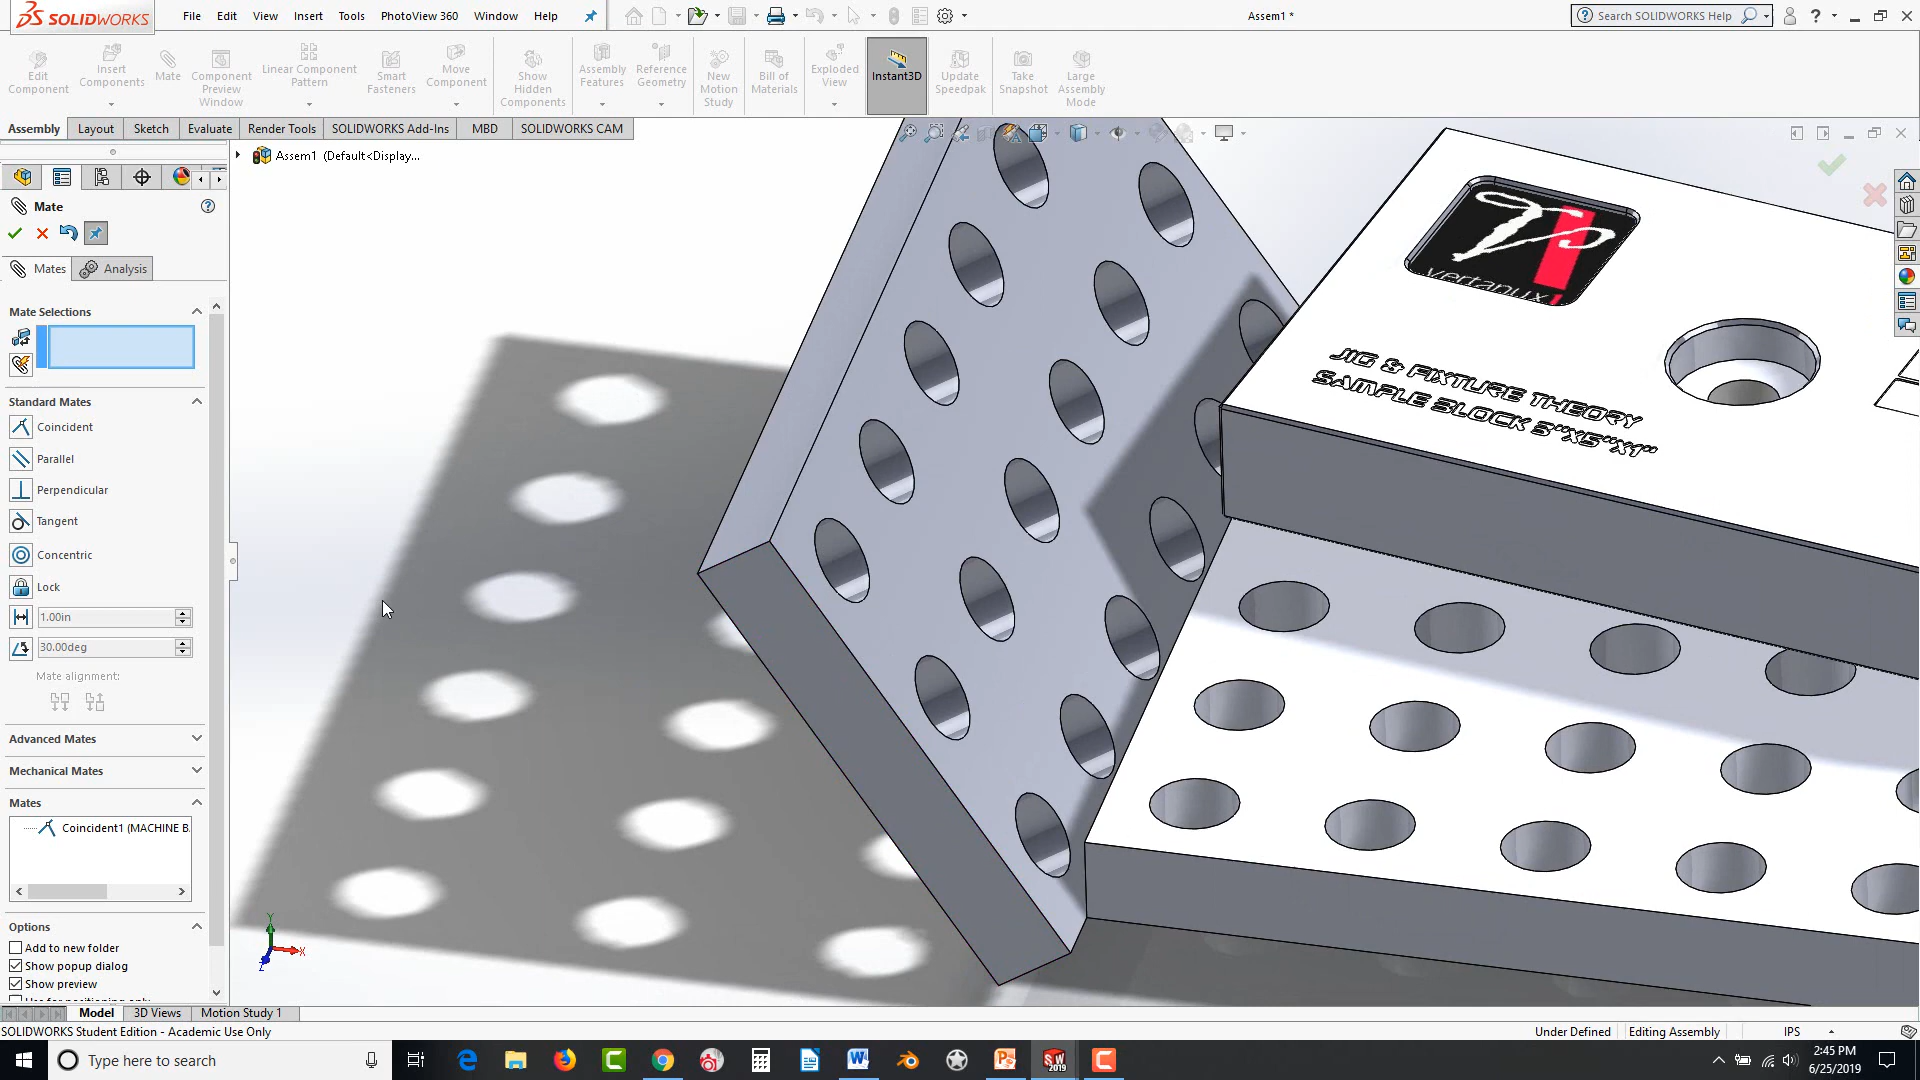 SOLIDWORKS
File Edit View Insert Tools PhotoView 360 Window Help
Assem1 *
Search SOLIDWORKS Help
Edit Component
Insert Components
Mate
Component Preview Window
Linear Component Pattern
Smart Fasteners
Move Component
Show Hidden Components
Assembly Features
Reference Geometry
New Motion Study
Bill of Materials
Exploded View
Instant3D
Update Speedpak
Take Snapshot
Large Assembly Mode
Assembly Layout Sketch Evaluate Render Tools SOLIDWORKS Add-Ins MBD SOLIDWORKS CAM
Assem1 (Default<Display...
Mate
Mates Analysis
Mate Selections
Standard Mates
Coincident
Parallel
Perpendicular
Tangent
Concentric
Lock
1.00in
30.00deg
Mate alignment:
Advanced Mates
Mechanical Mates
Mates
Coincident1 (MACHINE B
Options
Add to new folder
Show popup dialog
Show preview
vertanux
JIG & FIXTURE THEORY
SAMPLE BLOCK 3"X5"X1"
Y
X
Z
Model 3D Views Motion Study 1
SOLIDWORKS Student Edition - Academic Use Only
Under Defined Editing Assembly IPS
Type here to search
2:45 PM
6/25/2019